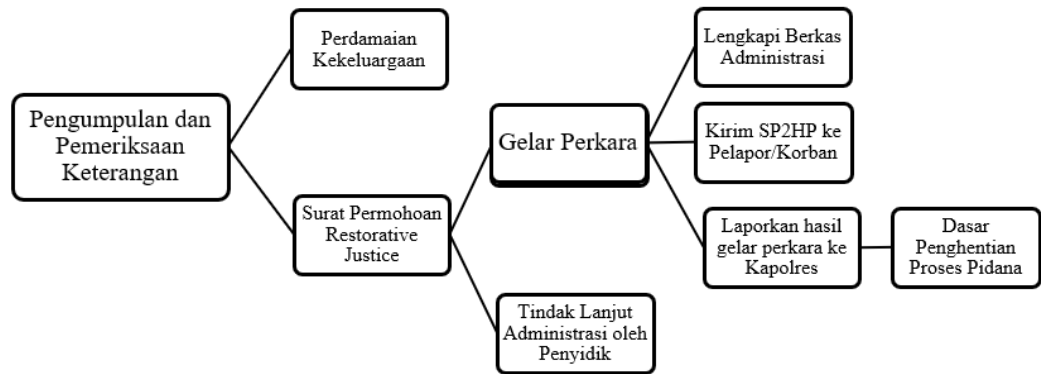 Pengumpulan dan
Pemeriksaan
Keterangan
Perdamaian
Kekeluargaan
Surat Permohoan
Restorative
Justice
Gelar Perkara
Tindak Lanjut
Administrasi oleh
Penyidik
Lengkapi Berkas
Administrasi
Kirim SP2HP ke
Pelapor/Korban
Laporkan hasil
gelar perkara ke
Kapolres
Dasar
Penghentian
Proses Pidana